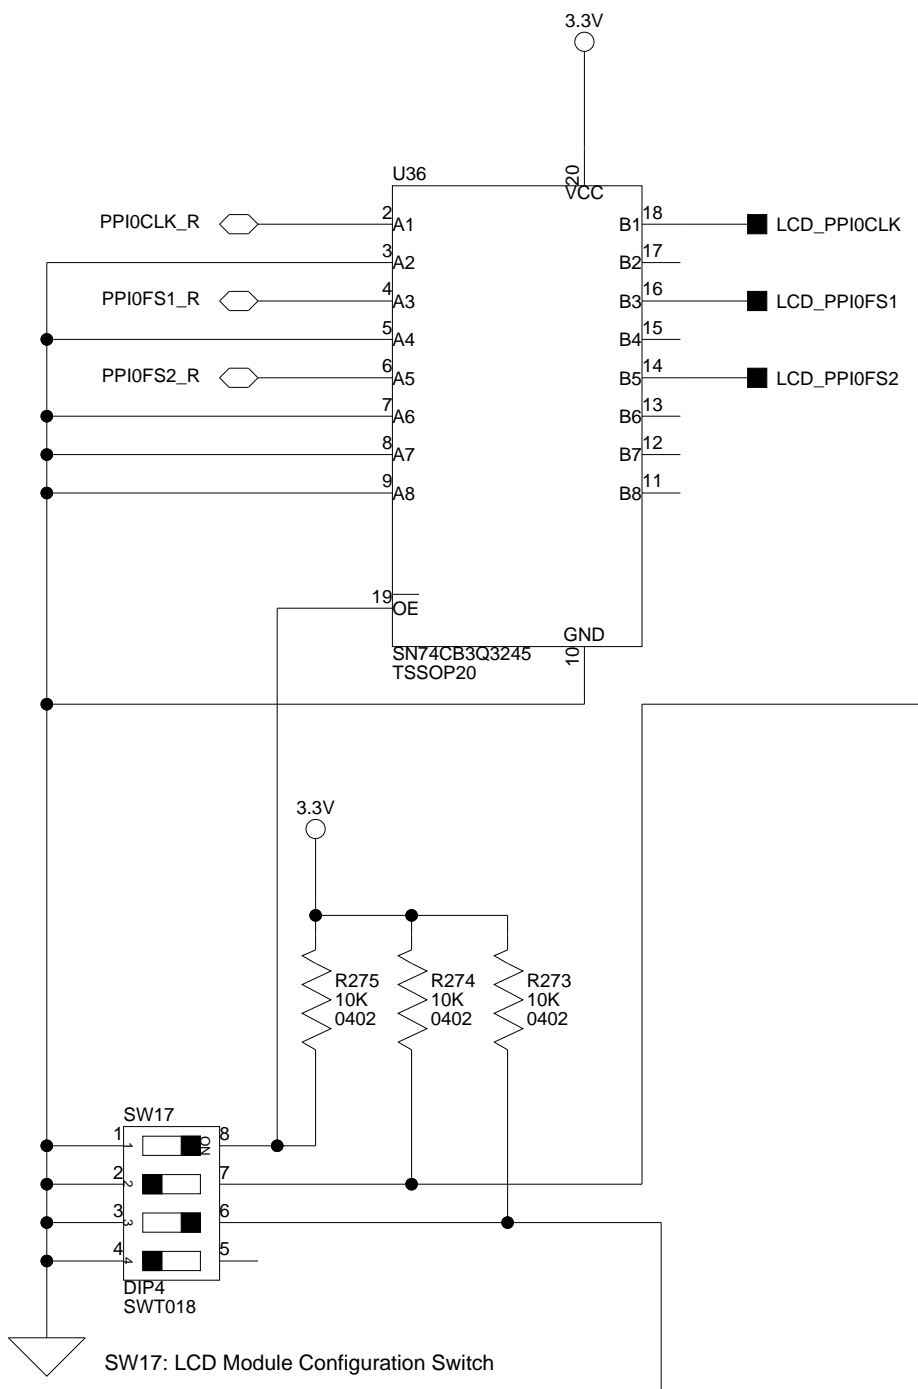 3.3V
U36
20
VCC
PPI0CLK_R
2
A1
B1
18
LCD_PPI0CLK
3
A2
B2
17
PPI0FS1_R
4
A3
B3
16
LCD_PPI0FS1
5
A4
B4
15
PPI0FS2_R
6
A5
B5
14
LCD_PPI0FS2
7
A6
B6
13
8
A7
B7
12
9
A8
B8
11
19
OE
GND
10
SN74CB3Q3245
TSSOP20
3.3V
R275
10K
0402
R274
10K
0402
R273
10K
0402
SW17
1
1
ON
8
2
2
7
3
3
6
4
4
5
DIP4
SWT018
SW17: LCD Module Configuration Switch